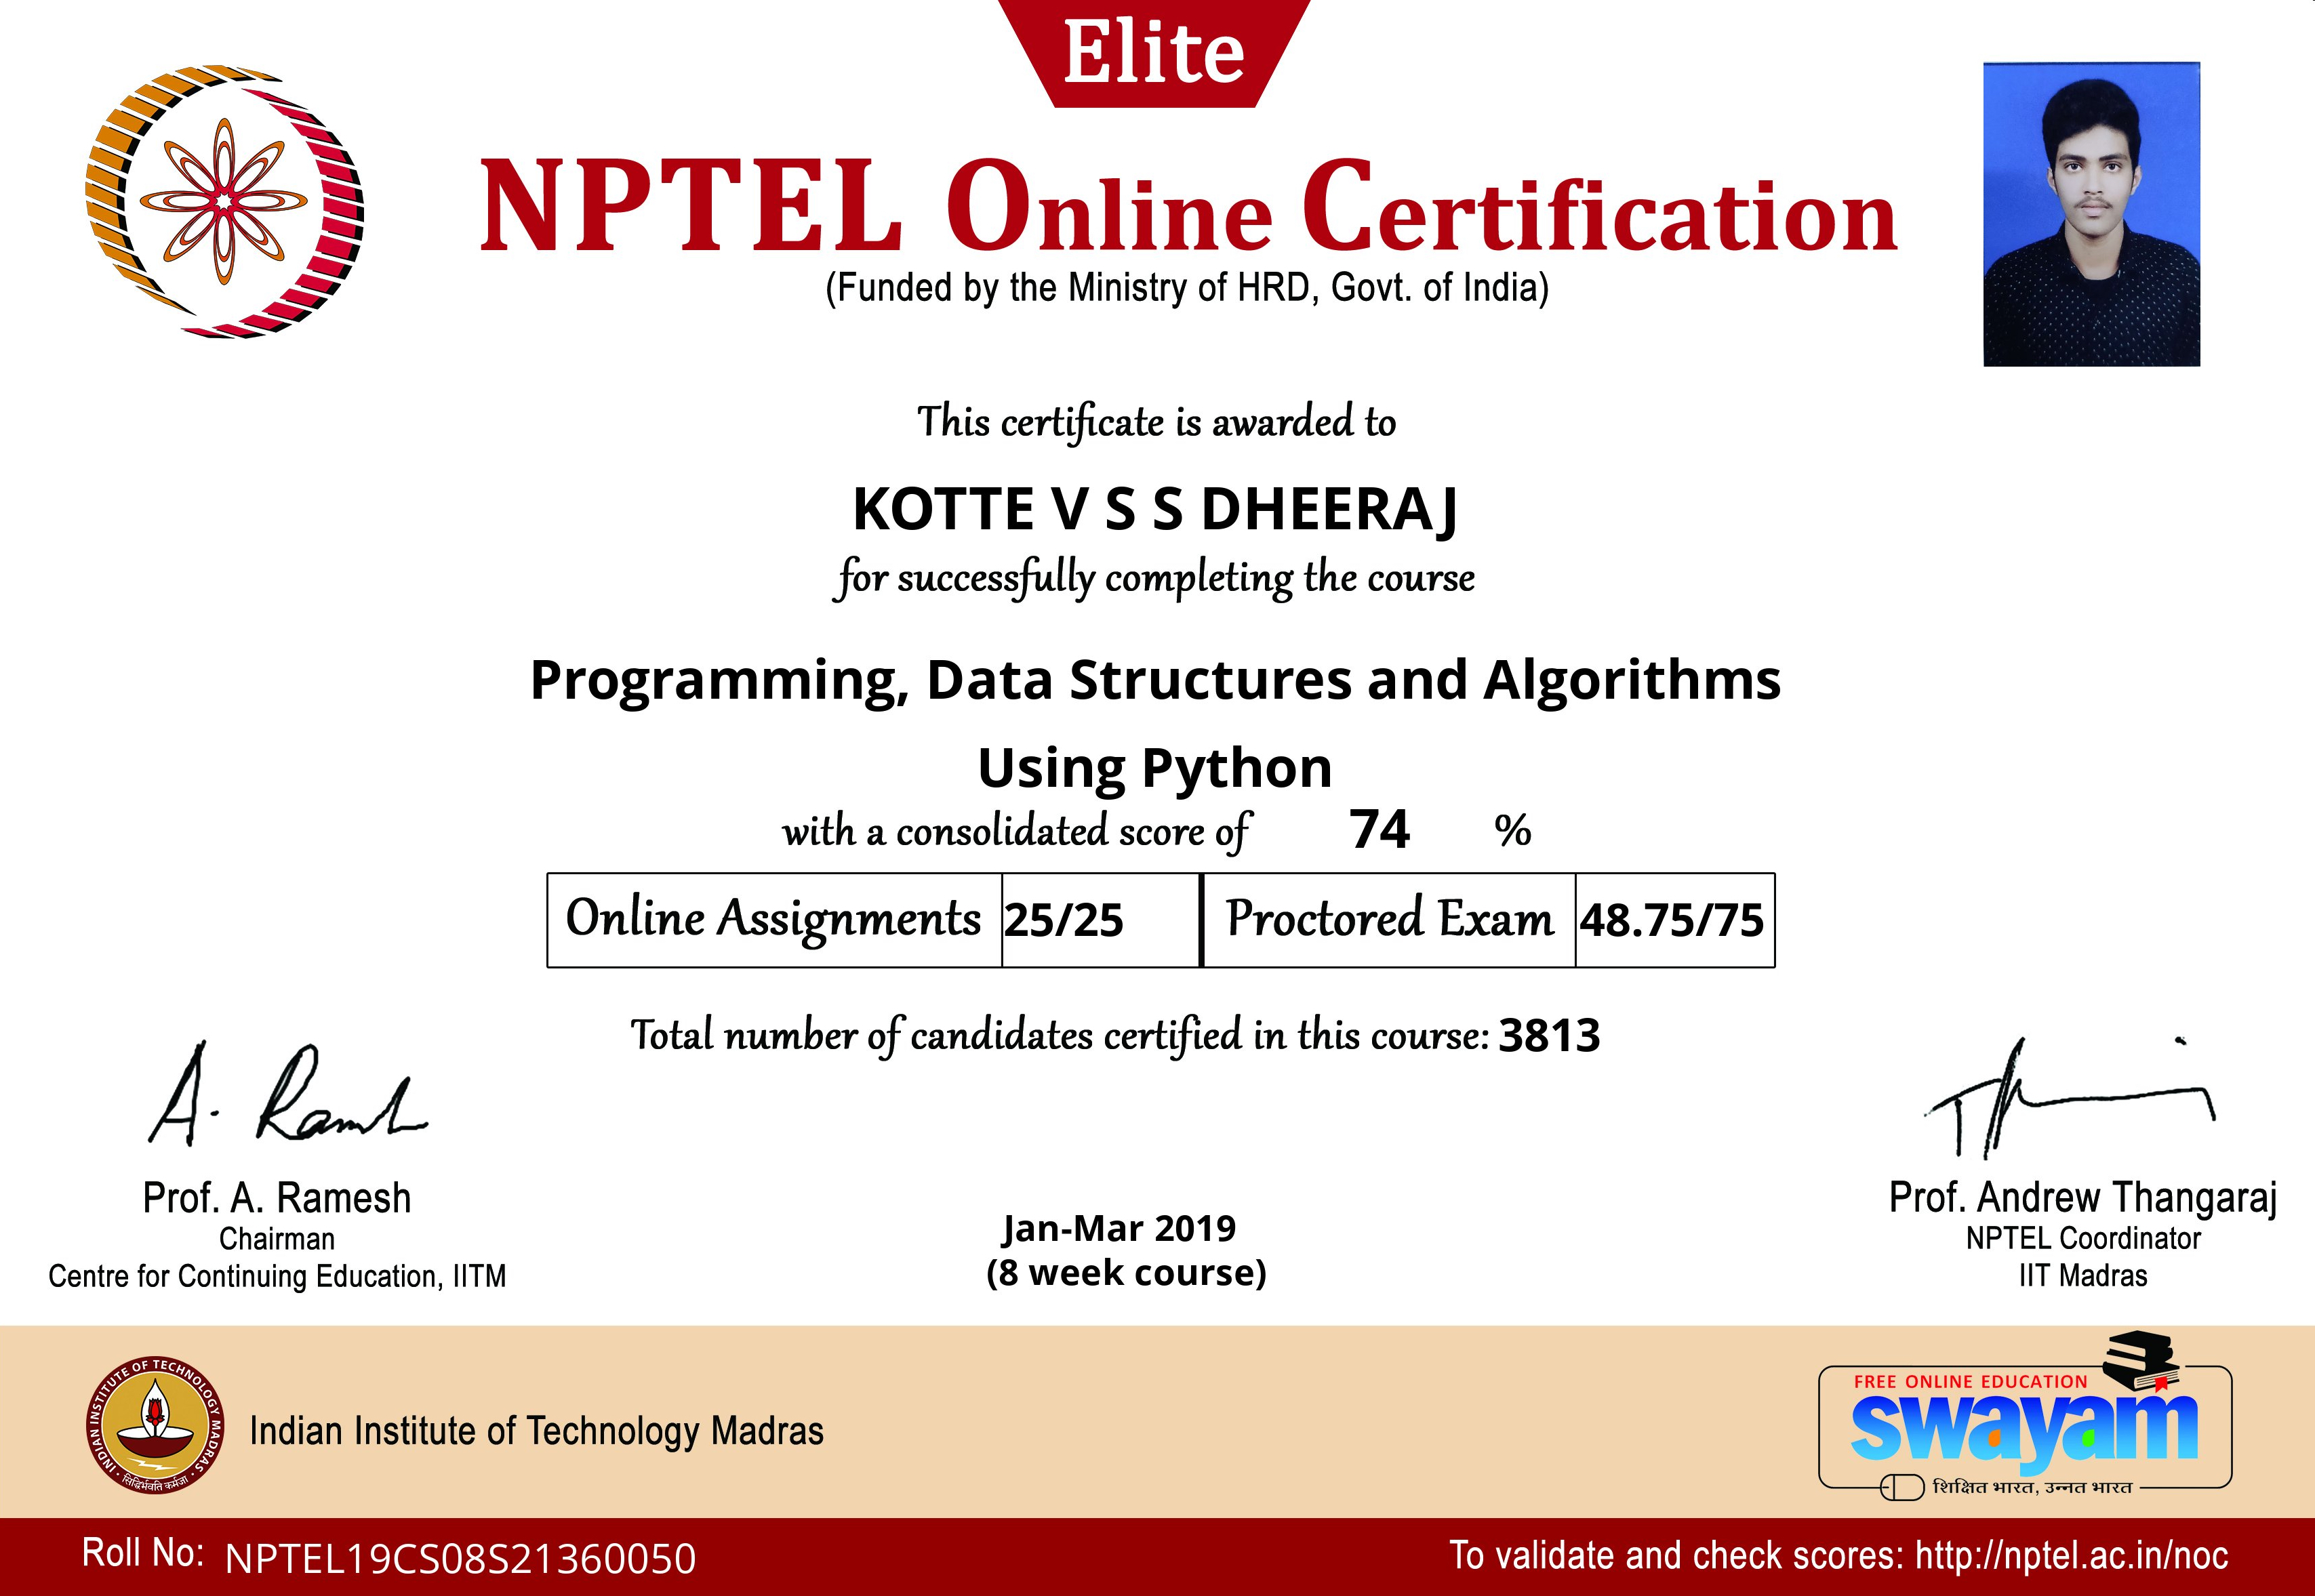 Elite
NPTEL Online Certification
(Funded by the Ministry of HRD, Govt. of India)
This certificate is awarded to
KOTTE V S S DHEERAJ
for successfully completing the course
Programming, Data Structures and Algorithms
Using Python
with a consolidated score of 74 %
Online Assignments 25/25 Proctored Exam 48.75/75
Total number of candidates certified in this course: 3813
A. Ramesh
Prof. A. Ramesh
Chairman
Centre for Continuing Education, IITM
Jan-Mar 2019
(8 week course)
Prof. Andrew Thangaraj
NPTEL Coordinator
IIT Madras
INDIAN INSTITUTE OF TECHNOLOGY MADRAS
सिद्धिर्भवति कर्मजा
Indian Institute of Technology Madras
FREE ONLINE EDUCATION
swayam
शिक्षित भारत, उन्नत भारत
Roll No: NPTEL19CS08S21360050
To validate and check scores: http://nptel.ac.in/noc